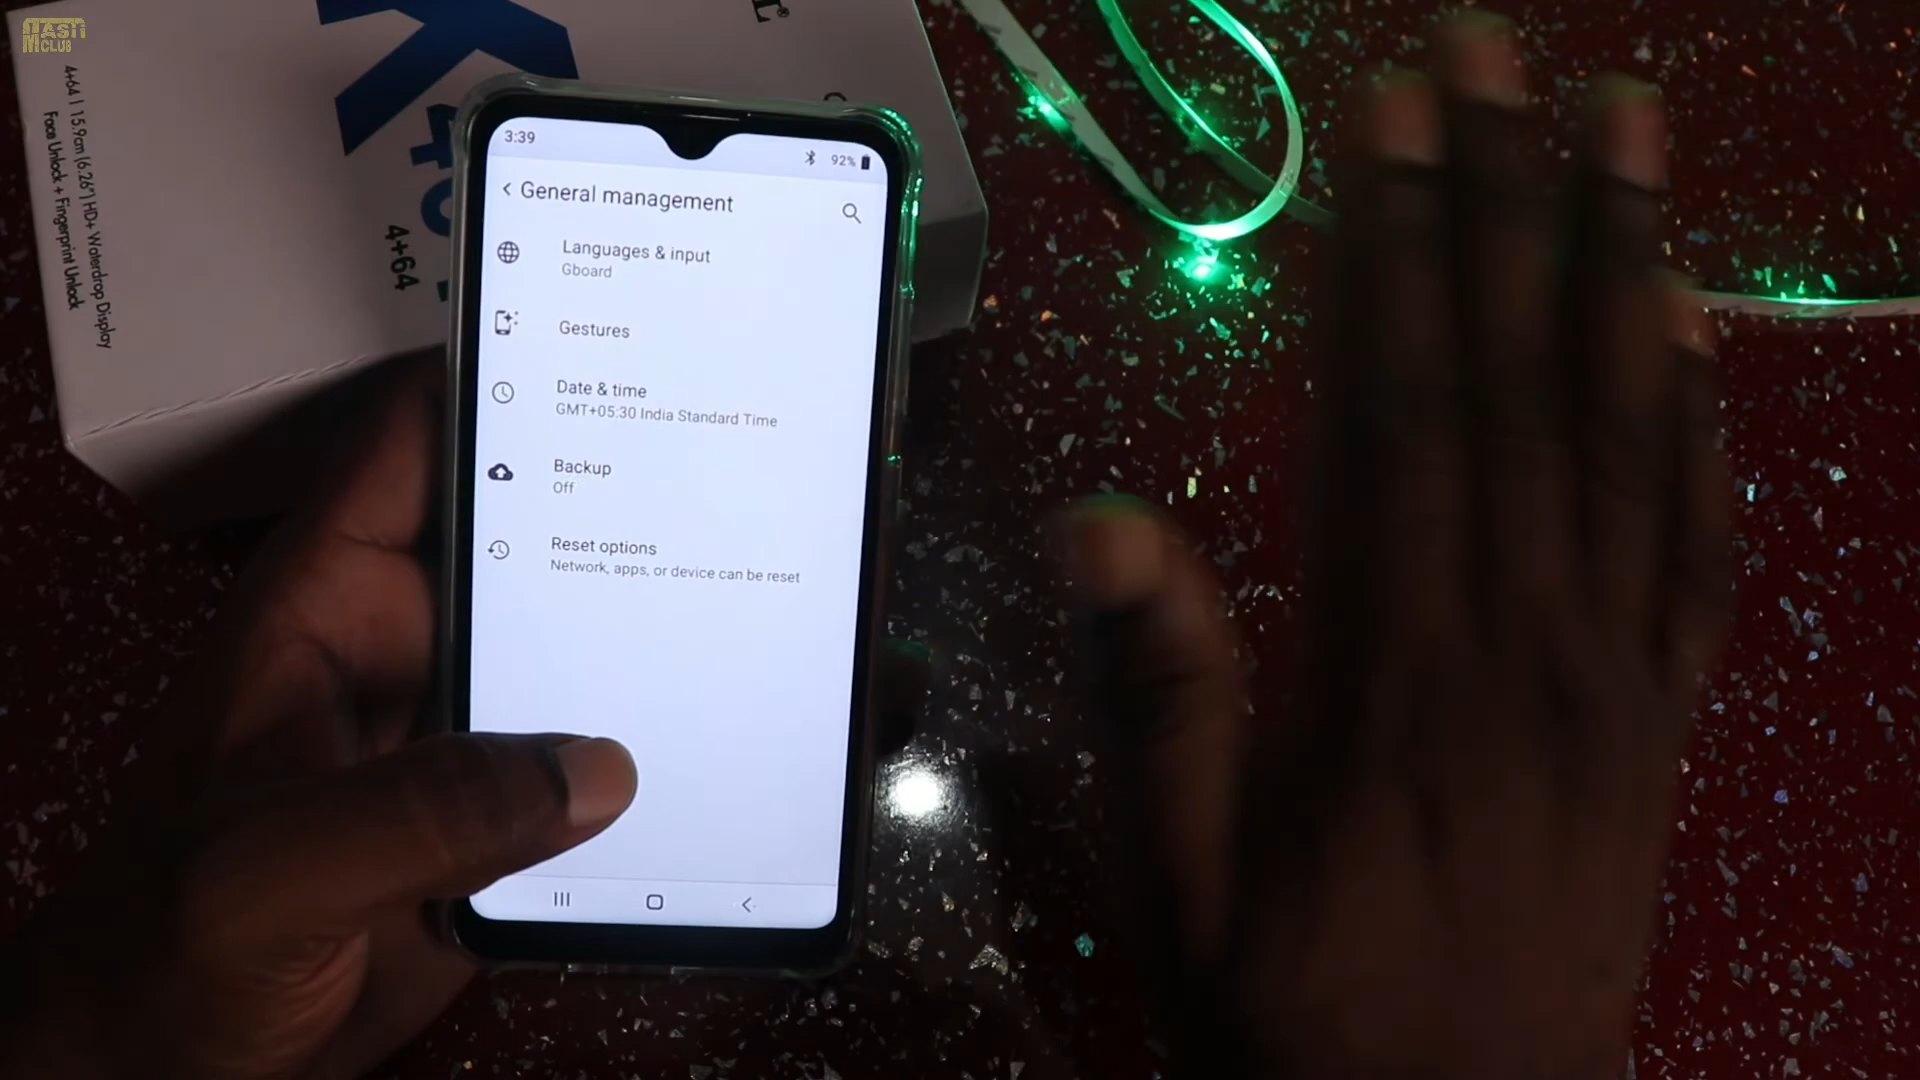 MASH
CLUB
4+64 | 15.9cm (6.26") HD+ Waterdrop Display
Face Unlock + Fingerprint Unlock
4+64
3:39
92%
General management
Languages & input
Gboard
Gestures
Date & time
GMT+05:30 India Standard Time
Backup
Off
Reset options
Network, apps, or device can be reset